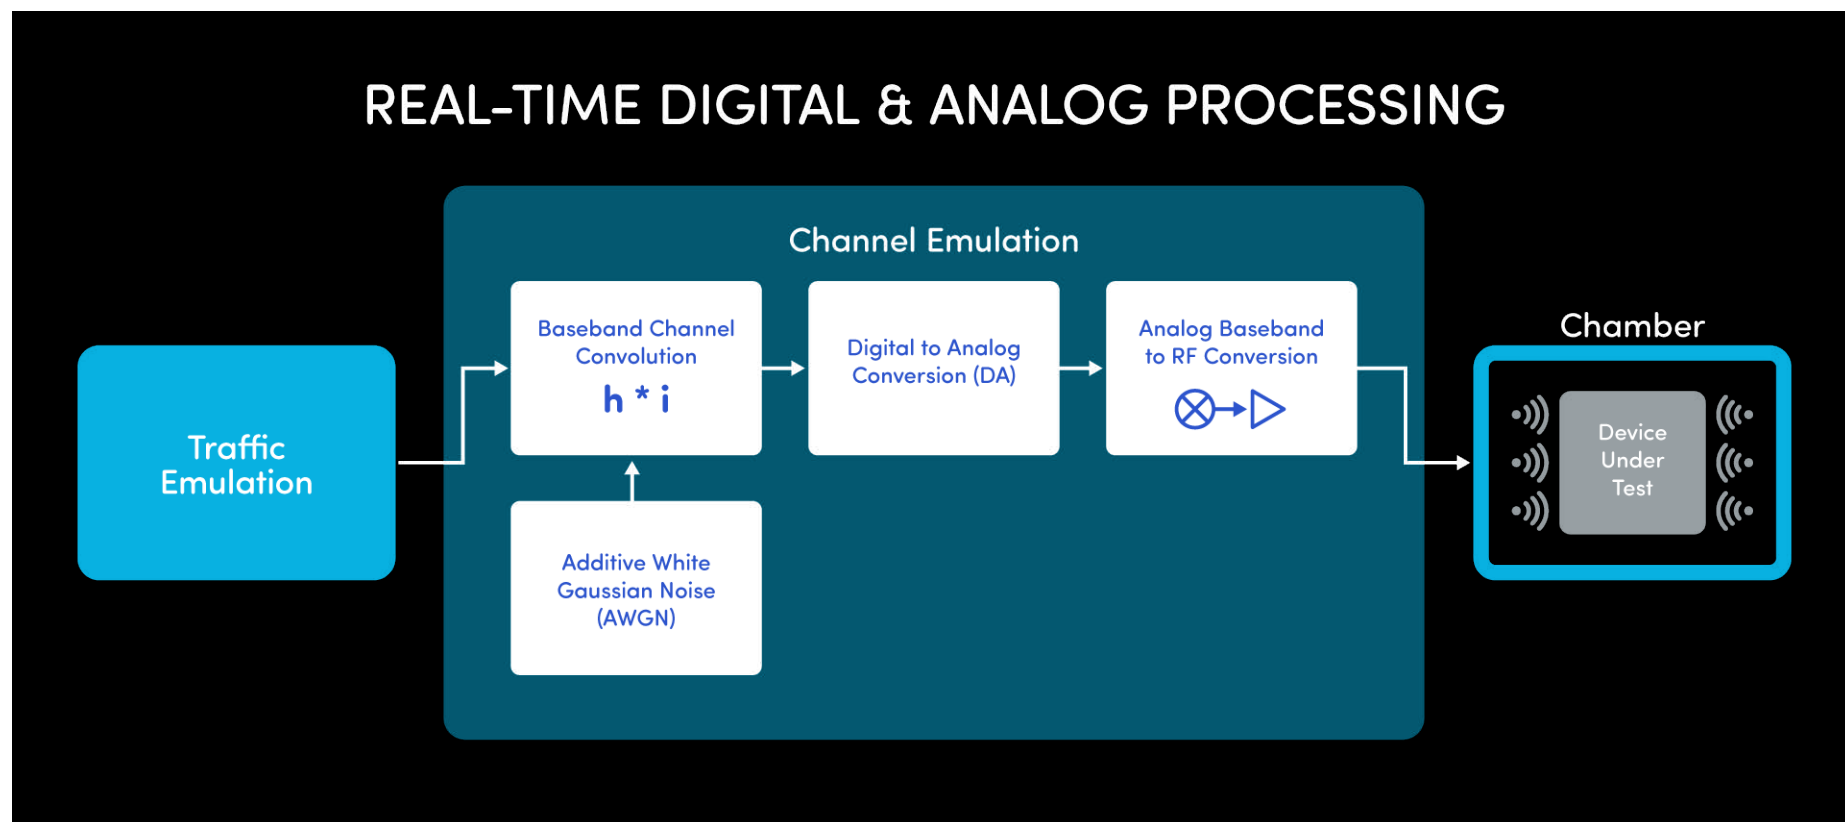 REAL-TIME DIGITAL & ANALOG PROCESSING
Channel Emulation
Traffic
Emulation
Baseband Channel
Convolution
h * i
Digital to Analog
Conversion (DA)
Analog Baseband
to RF Conversion
Additive White
Gaussian Noise
(AWGN)
Chamber
Device
Under
Test